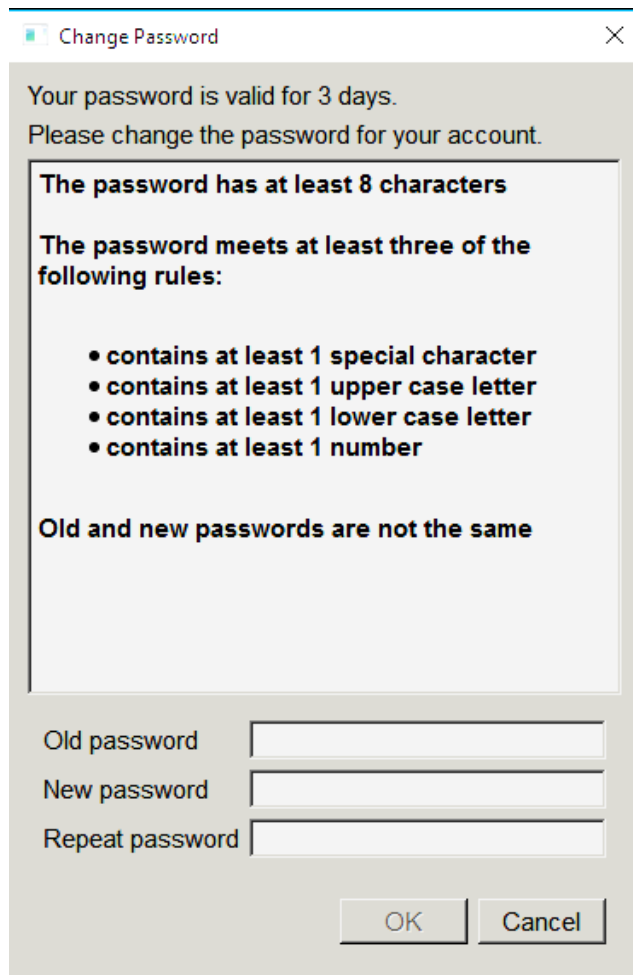 Change Password
Your password is valid for 3 days.
Please change the password for your account.
The password has at least 8 characters
The password meets at least three of the
following rules:
• contains at least 1 special character
• contains at least 1 upper case letter
• contains at least 1 lower case letter
• contains at least 1 number
Old and new passwords are not the same
Old password
New password
Repeat password
OK Cancel